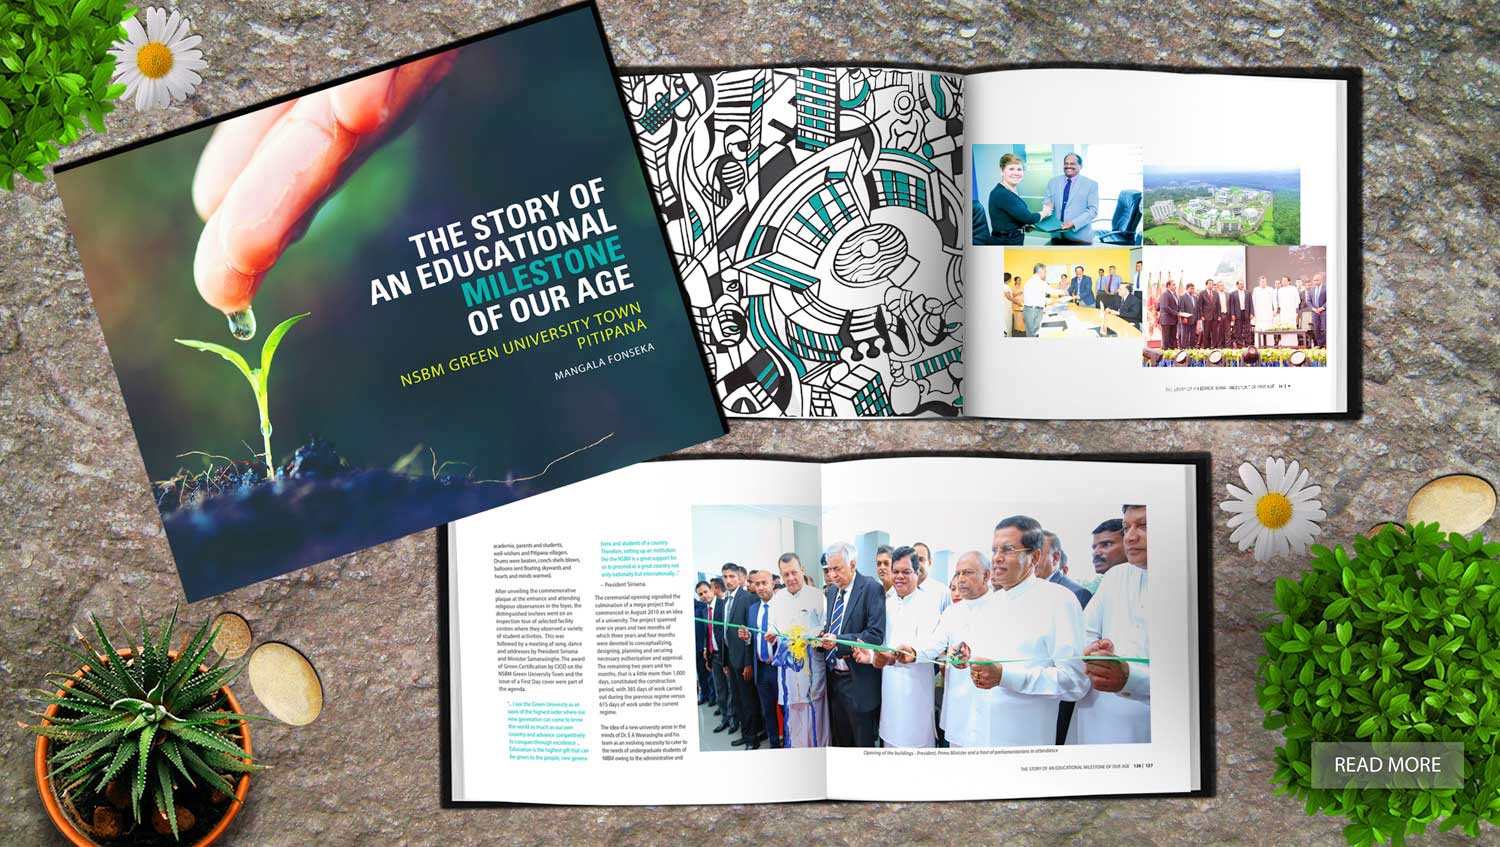 THE STORY OF
AN EDUCATIONAL
MILESTONE
OF OUR AGE
NSBM GREEN UNIVERSITY TOWN
PITIPANA
MANGALA FONSEKA
THE STORY OF AN EDUCATIONAL MILESTONE OF OUR AGE
academia, parents and students,
well-wishers and Pitipana villagers.
Drums were beaten, conch shells blown,
balloons sent floating skywards and
hearts and minds warmed.
After unveiling the commemorative
plaque at the entrance and attending
religious observances in the foyer, the
distinguished invitees went on an
inspection tour of selected facility
centers where they observed a variety
of student activities. This was
followed by a meeting of song, dance
and addresses by President Sirisena
and Minister Samarasinghe. The award
of Green Certification by CIOD on the
NSBM Green University Town and the
issue of a First Day cover were part of
the agenda.
".. I see the Green University as an
oasis of the highest order where our
new generation can come to know
the world as much as our own
country and advance competitively
to conquer through excellence ...
Education is the highest gift that can
be given to the people; new genera-
tions and students of a country.
Therefore, setting up an institution
like the NSBM is a great support for
us to proceed as a great country not
only nationally but internationally..."
– President Sirisena.
The ceremonial opening signalled the
culmination of a mega project that
commenced in August 2010 as an idea
of a university. The project spanned
over six years and two months of
which three years and four months
were devoted to conceptualizing,
designing, planning and securing
necessary authorization and approval.
The remaining two years and ten
months, that is a little more than 1,000
days, constituted the construction
period, with 385 days of work carried
out during the previous regime versus
615 days of work under the current
regime.
The idea of a new university arose in the
minds of Dr. E A Weerasinghe and his
team as an evolving necessity to cater to
the needs of undergraduate students of
NIBM owing to the administrative and
Opening of the buildings - President, Prime Minister and a host of parliamentarians in attendance
THE STORY OF AN EDUCATIONAL MILESTONE OF OUR AGE 136 | 137
READ MORE